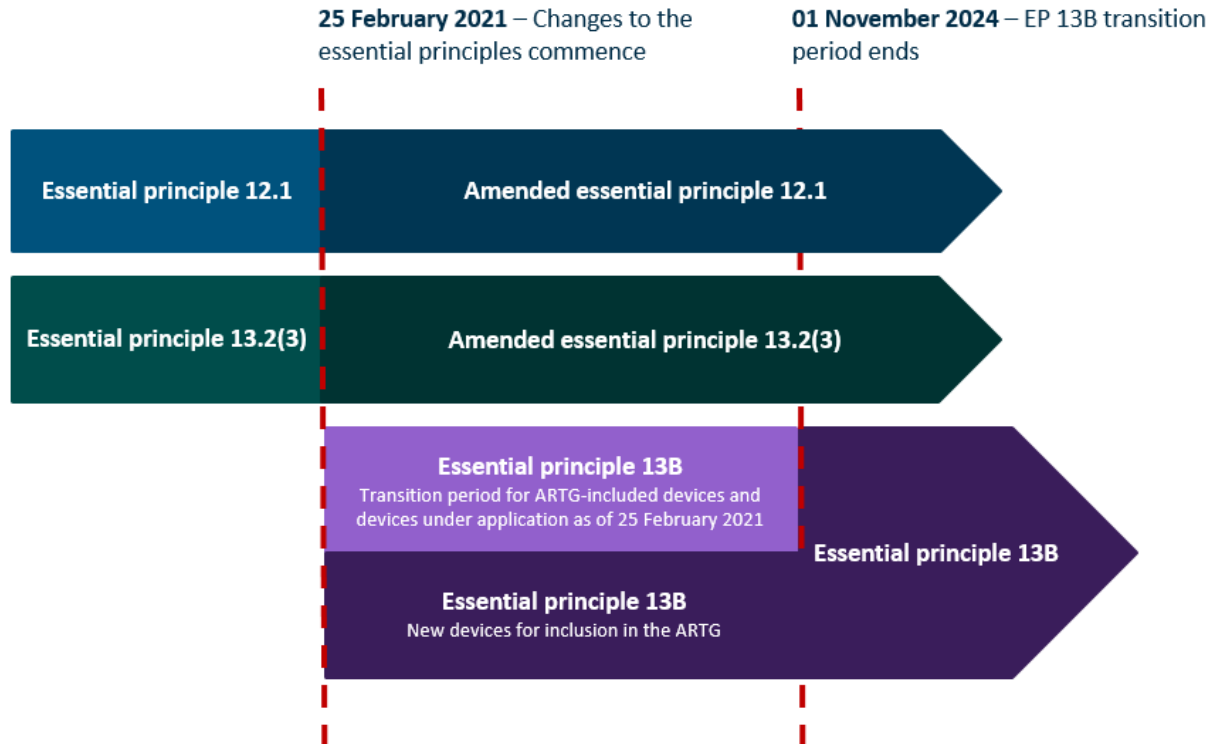 25 February 2021 – Changes to the
essential principles commence
01 November 2024 – EP 13B transition
period ends
Essential principle 12.1
Amended essential principle 12.1
Essential principle 13.2(3)
Amended essential principle 13.2(3)
Essential principle 13B
Transition period for ARTG-included devices and
devices under application as of 25 February 2021
Essential principle 13B
Essential principle 13B
New devices for inclusion in the ARTG